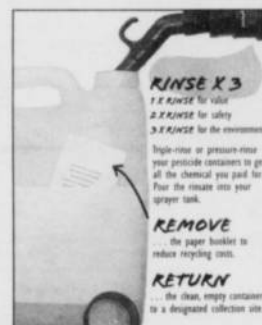 RINSE X 3
1 X RINSE for value
2 X RINSE for safety
3 X RINSE for the environment
Triple-rinse or pressure-rinse
your pesticide containers to get
all the chemical you paid for.
Pour the rinsate into your
sprayer tank.
REMOVE
... the paper booklet to
reduce recycling costs.
RETURN
... the clean, empty container
to a designated collection site